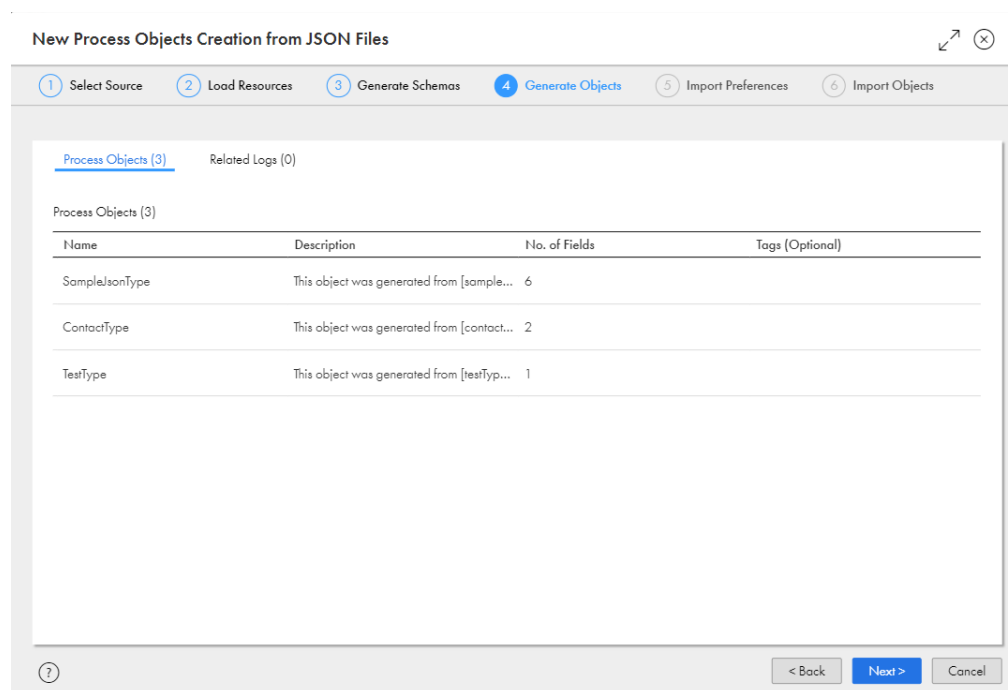 New Process Objects Creation from JSON Files
1 Select Source 2 Load Resources 3 Generate Schemas 4 Generate Objects 5 Import Preferences 6 Import Objects
Process Objects (3) Related Logs (0)
Process Objects (3)
Name Description No. of Fields Tags (Optional)
SampleJsonType This object was generated from [sample... 6
ContactType This object was generated from [contact... 2
TestType This object was generated from [testTyp... 1
? < Back Next > Cancel